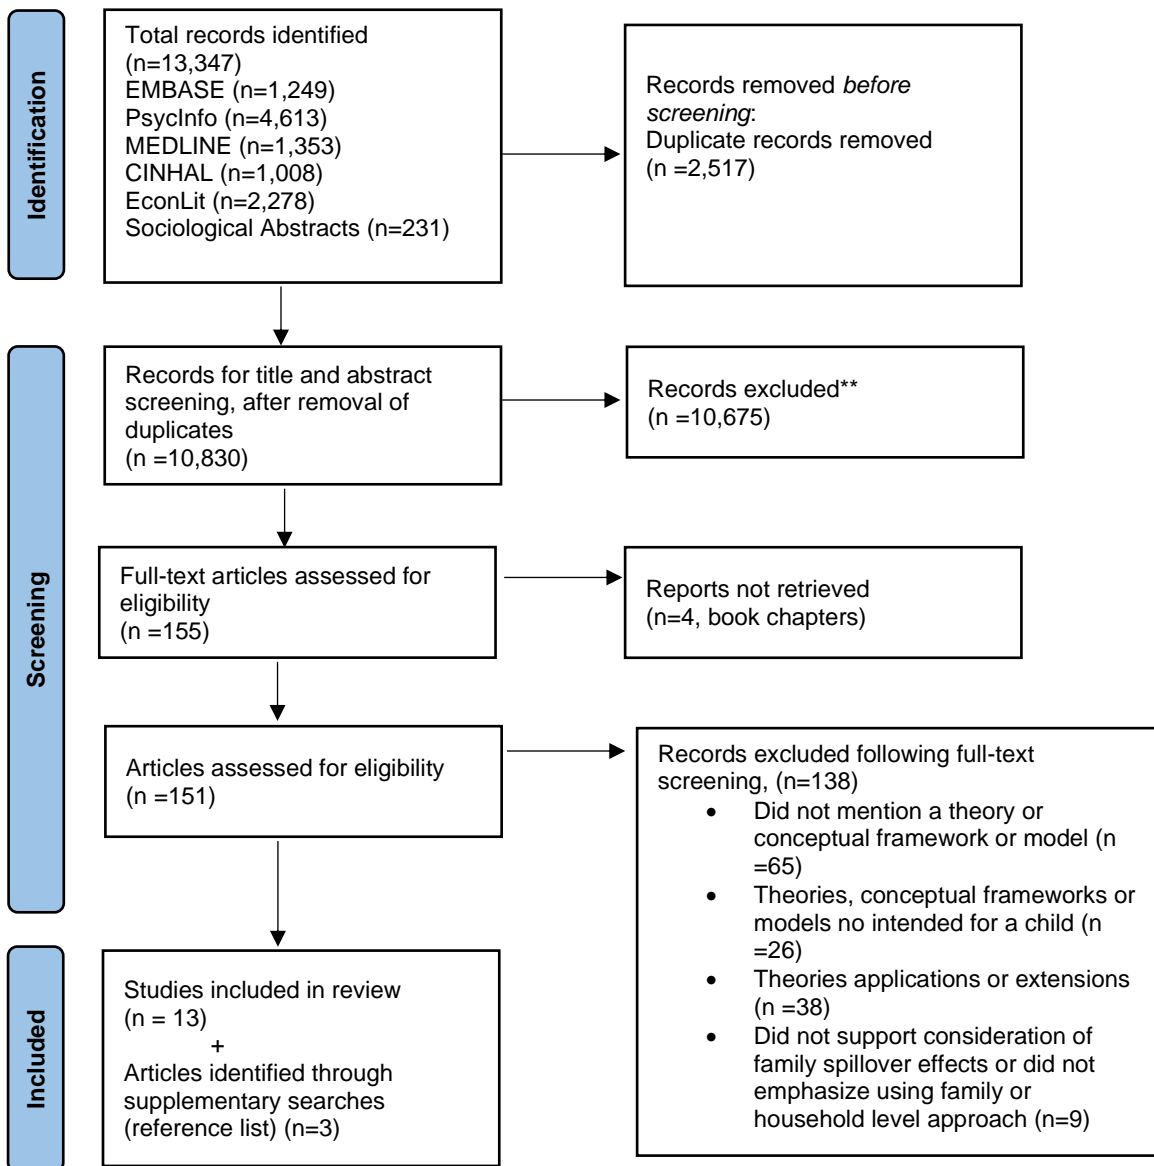 Identification
Total records identified
(n=13,347)
EMBASE (n=1,249)
PsycInfo (n=4,613)
MEDLINE (n=1,353)
CINHAL (n=1,008)
EconLit (n=2,278)
Sociological Abstracts (n=231)
Records removed before
screening:
Duplicate records removed
(n =2,517)
Screening
Records for title and abstract
screening, after removal of
duplicates
(n =10,830)
Records excluded**
(n =10,675)
Full-text articles assessed for
eligibility
(n =155)
Reports not retrieved
(n=4, book chapters)
Articles assessed for eligibility
(n =151)
Records excluded following full-text
screening, (n=138)
• Did not mention a theory or
conceptual framework or model (n
=65)
• Theories, conceptual frameworks or
models no intended for a child (n
=26)
• Theories applications or extensions
(n =38)
• Did not support consideration of
family spillover effects or did not
emphasize using family or
household level approach (n=9)
Included
Studies included in review
(n = 13)
+
Articles identified through
supplementary searches
(reference list) (n=3)